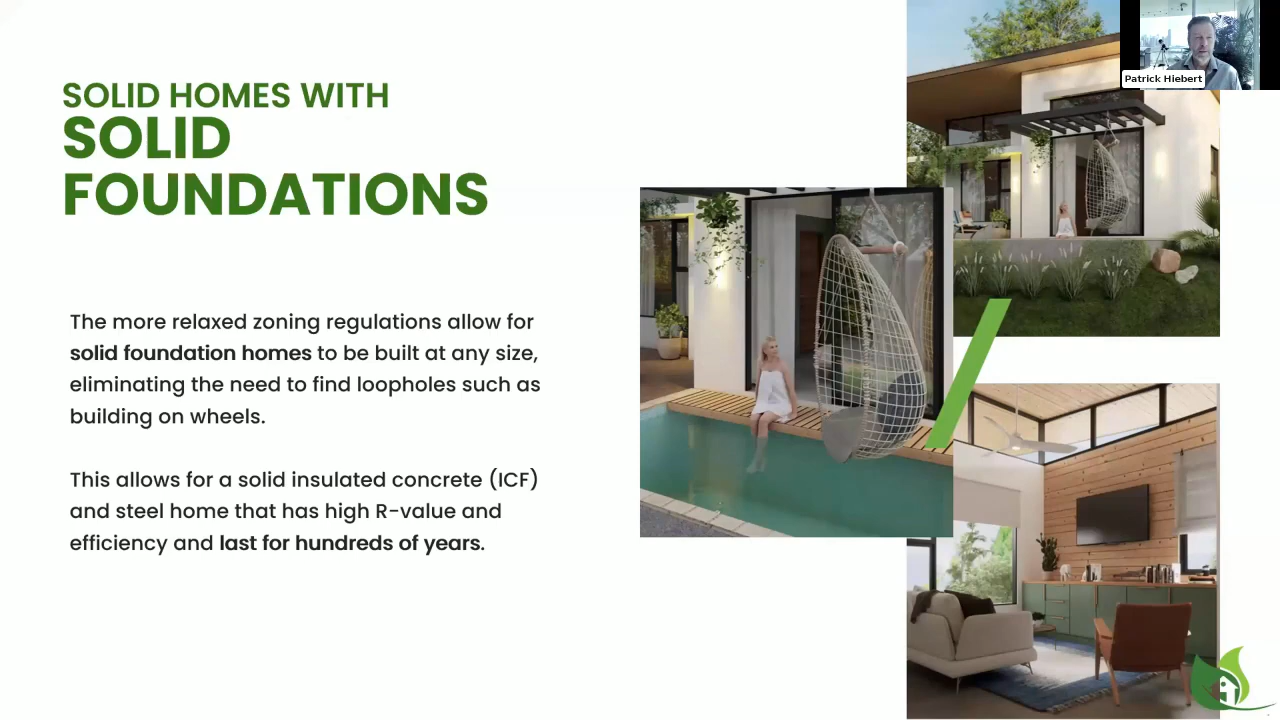 SOLID HOMES WITH
SOLID
FOUNDATIONS
The more relaxed zoning regulations allow for
solid foundation homes to be built at any size,
eliminating the need to find loopholes such as
building on wheels.
This allows for a solid insulated concrete (ICF)
and steel home that has high R-value and
efficiency and last for hundreds of years.
Patrick Hiebert